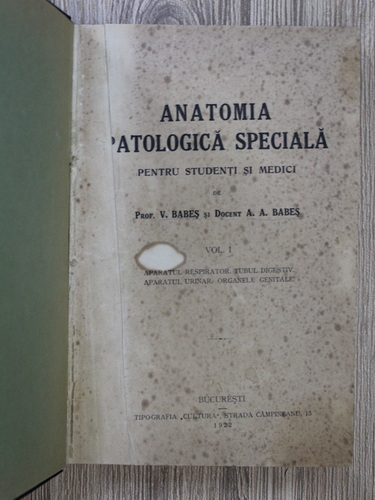 ANATOMIA
PATOLOGICĂ SPECIALĂ
PENTRU STUDENȚI ȘI MEDICI
DE
PROF. V. BABEȘ ȘI DOCENT A. A. BABEȘ
VOL. I
APARATUL RESPIRATOR, TUBUL DIGESTIV,
APARATUL URINAR, ORGANELE GENITALE
BUCUREȘTI
TIPOGRAFIA „CULTURA", STRADA CÂMPINEANU, 15